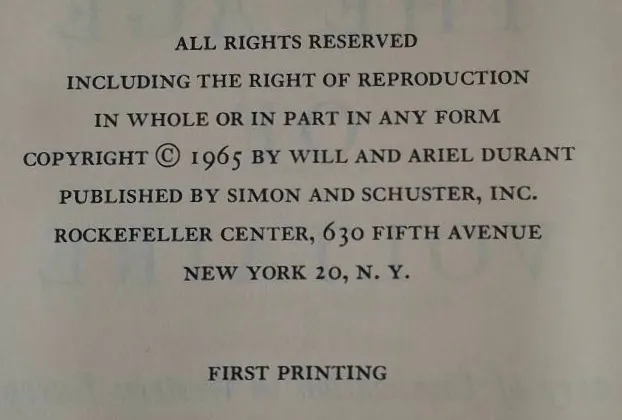 ALL RIGHTS RESERVED
INCLUDING THE RIGHT OF REPRODUCTION
IN WHOLE OR IN PART IN ANY FORM
COPYRIGHT © 1965 BY WILL AND ARIEL DURANT
PUBLISHED BY SIMON AND SCHUSTER, INC.
ROCKEFELLER CENTER, 630 FIFTH AVENUE
NEW YORK 20, N. Y.
FIRST PRINTING